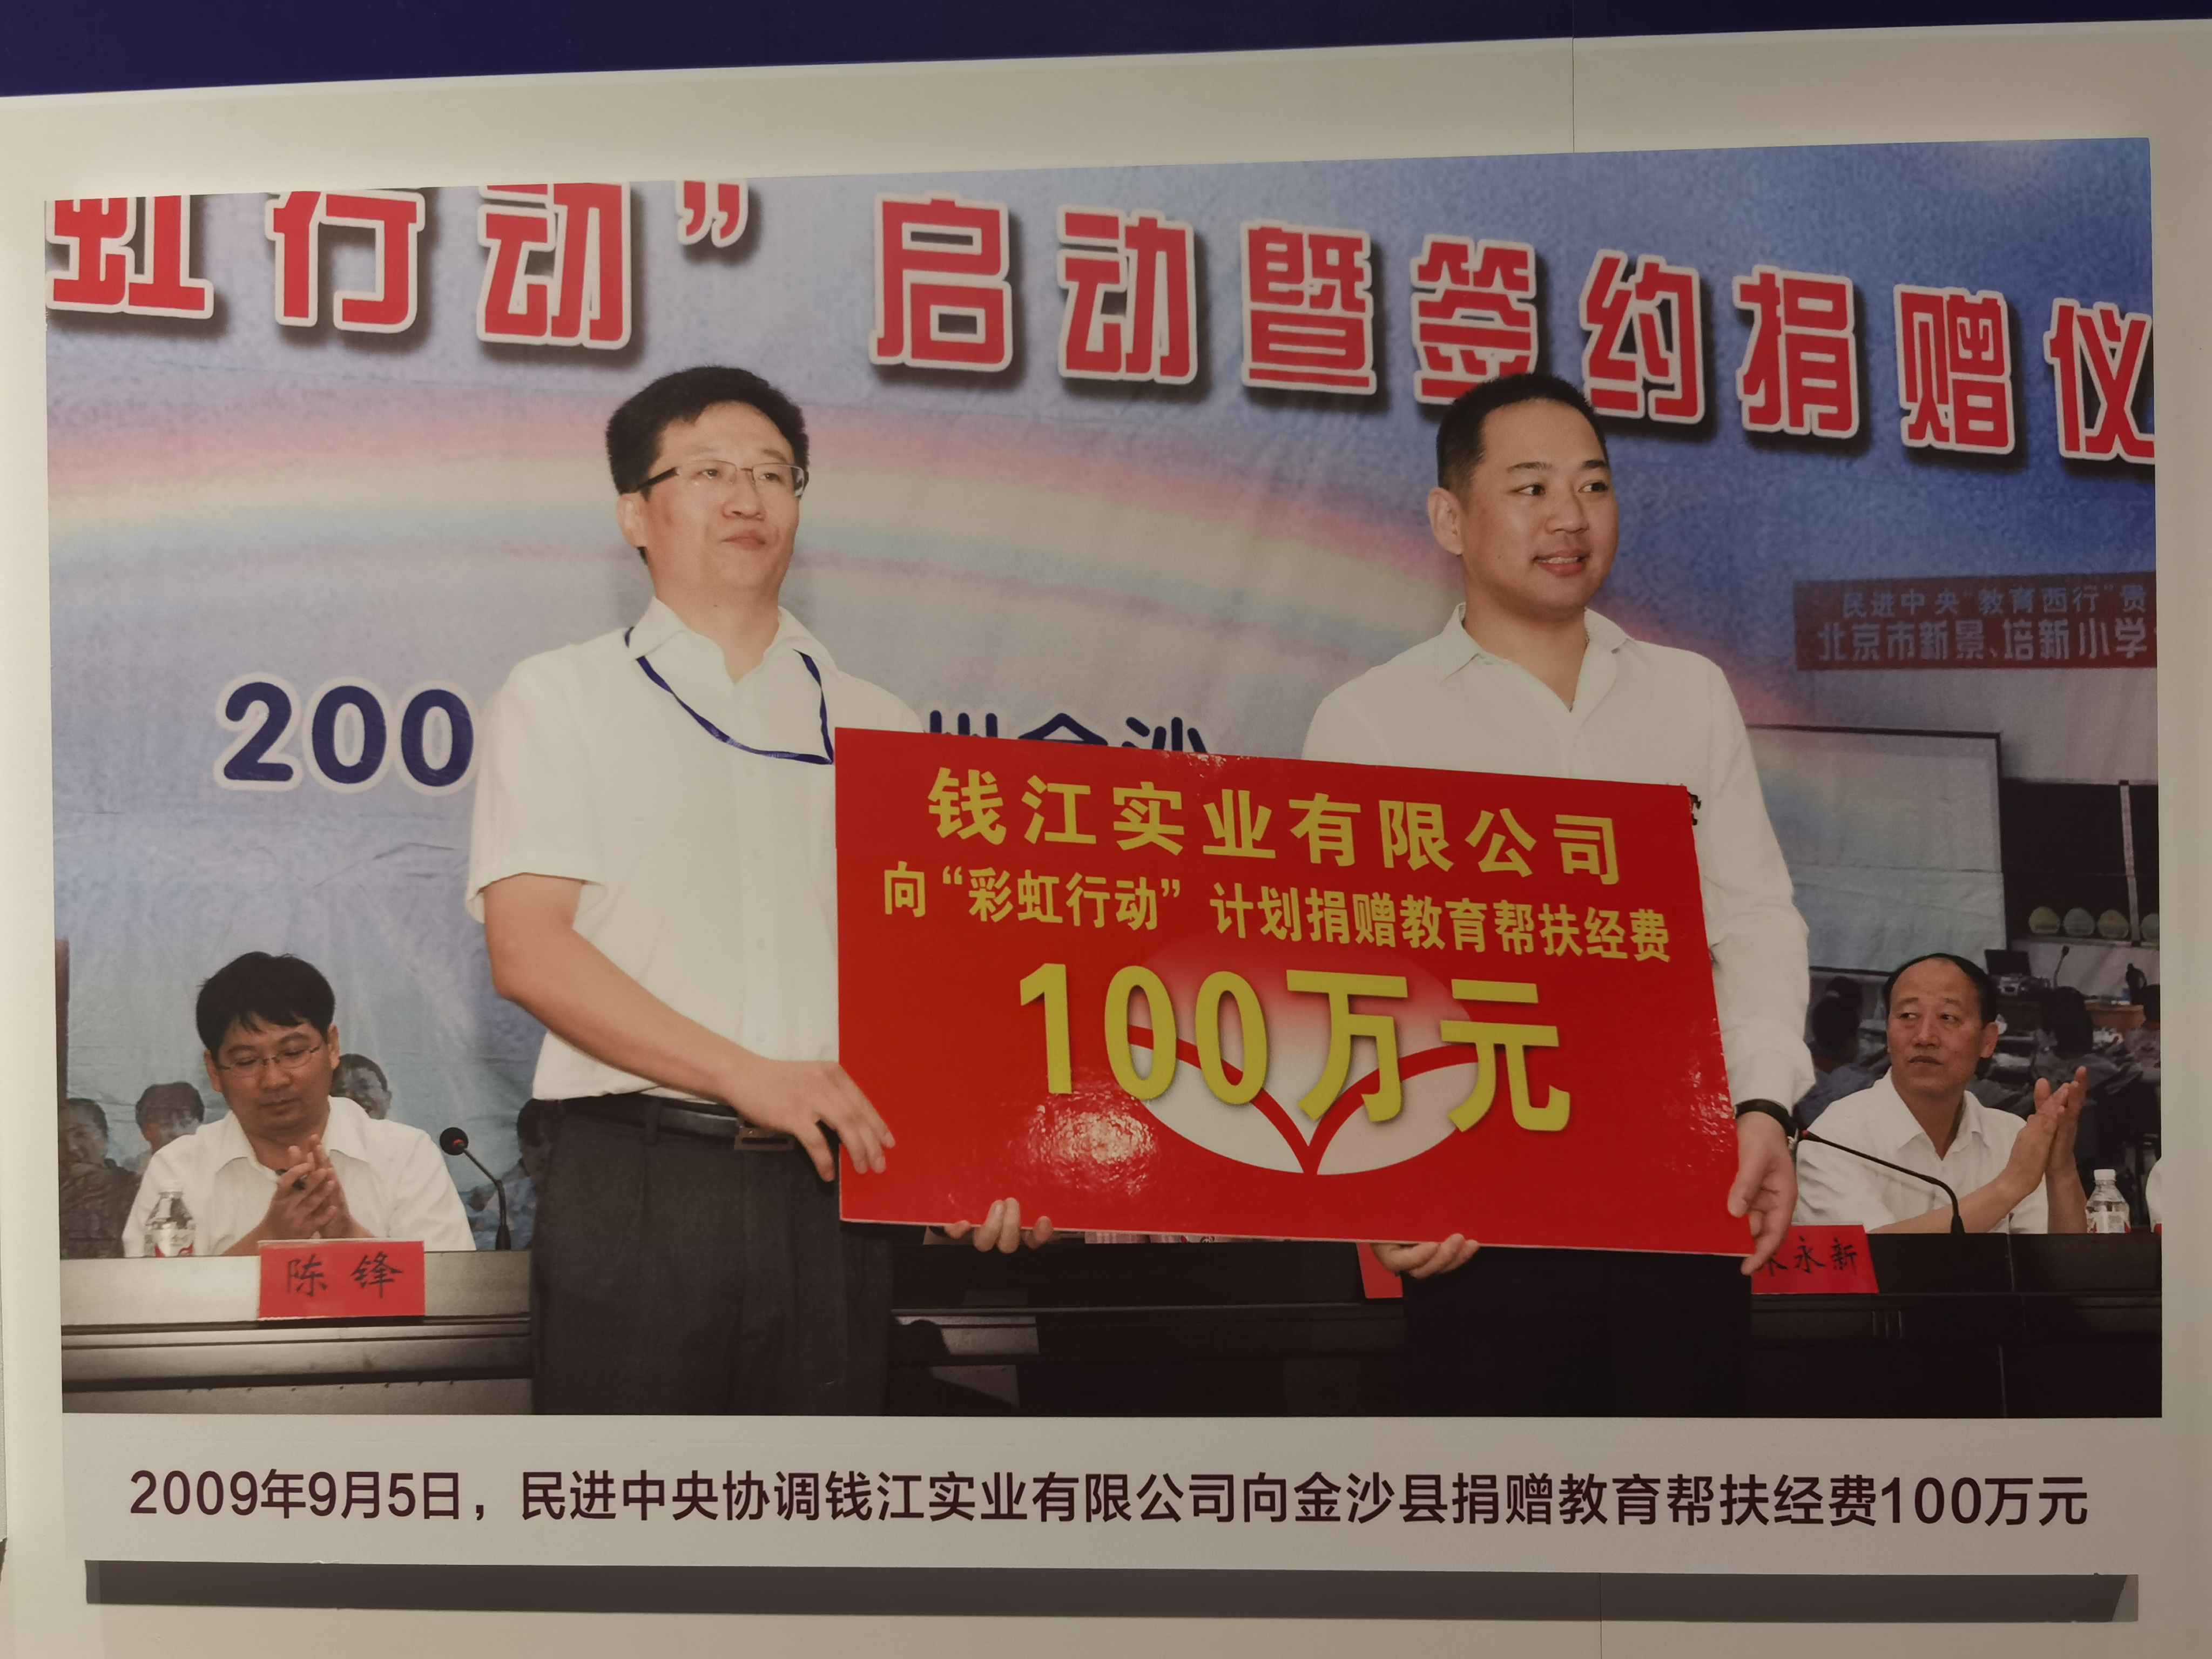 虹行动”启动暨签约捐赠仪
民进中央“教育西行”贵
北京市新景、培新小学
200
州金沙
钱江实业有限公司
向“彩虹行动”计划捐赠教育帮扶经费
100万元
陈锋
永新
2009年9月5日，民进中央协调钱江实业有限公司向金沙县捐赠教育帮扶经费100万元